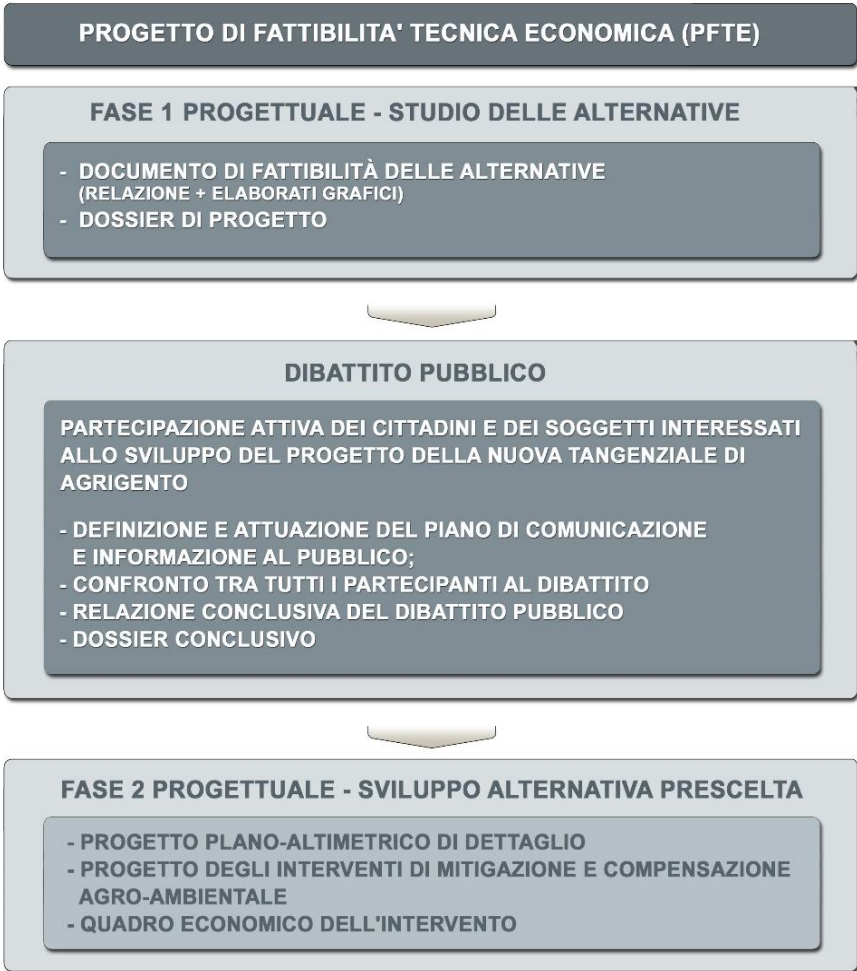 PROGETTO DI FATTIBILITA' TECNICA ECONOMICA (PFTE)
FASE 1 PROGETTUALE - STUDIO DELLE ALTERNATIVE
- DOCUMENTO DI FATTIBILITÀ DELLE ALTERNATIVE
(RELAZIONE + ELABORATI GRAFICI)
- DOSSIER DI PROGETTO
DIBATTITO PUBBLICO
PARTECIPAZIONE ATTIVA DEI CITTADINI E DEI SOGGETTI INTERESSATI
ALLO SVILUPPO DEL PROGETTO DELLA NUOVA TANGENZIALE DI
AGRIGENTO
- DEFINIZIONE E ATTUAZIONE DEL PIANO DI COMUNICAZIONE
E INFORMAZIONE AL PUBBLICO;
- CONFRONTO TRA TUTTI I PARTECIPANTI AL DIBATTITO
- RELAZIONE CONCLUSIVA DEL DIBATTITO PUBBLICO
- DOSSIER CONCLUSIVO
FASE 2 PROGETTUALE - SVILUPPO ALTERNATIVA PRESCELTA
- PROGETTO PLANO-ALTIMETRICO DI DETTAGLIO
- PROGETTO DEGLI INTERVENTI DI MITIGAZIONE E COMPENSAZIONE
AGRO-AMBIENTALE
- QUADRO ECONOMICO DELL'INTERVENTO